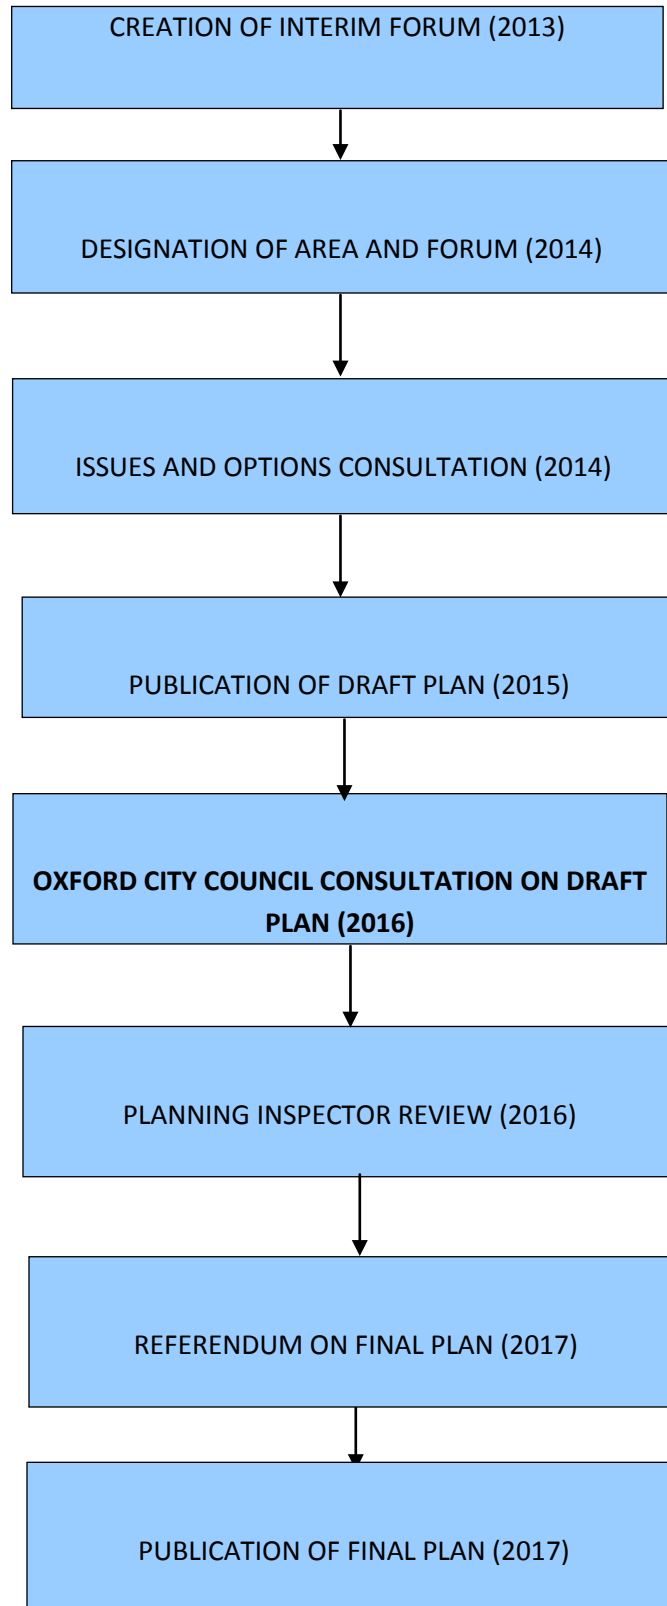 CREATION OF INTERIM FORUM (2013)
DESIGNATION OF AREA AND FORUM (2014)
ISSUES AND OPTIONS CONSULTATION (2014)
PUBLICATION OF DRAFT PLAN (2015)
OXFORD CITY COUNCIL CONSULTATION ON DRAFT
PLAN (2016)
PLANNING INSPECTOR REVIEW (2016)
REFERENDUM ON FINAL PLAN (2017)
PUBLICATION OF FINAL PLAN (2017)